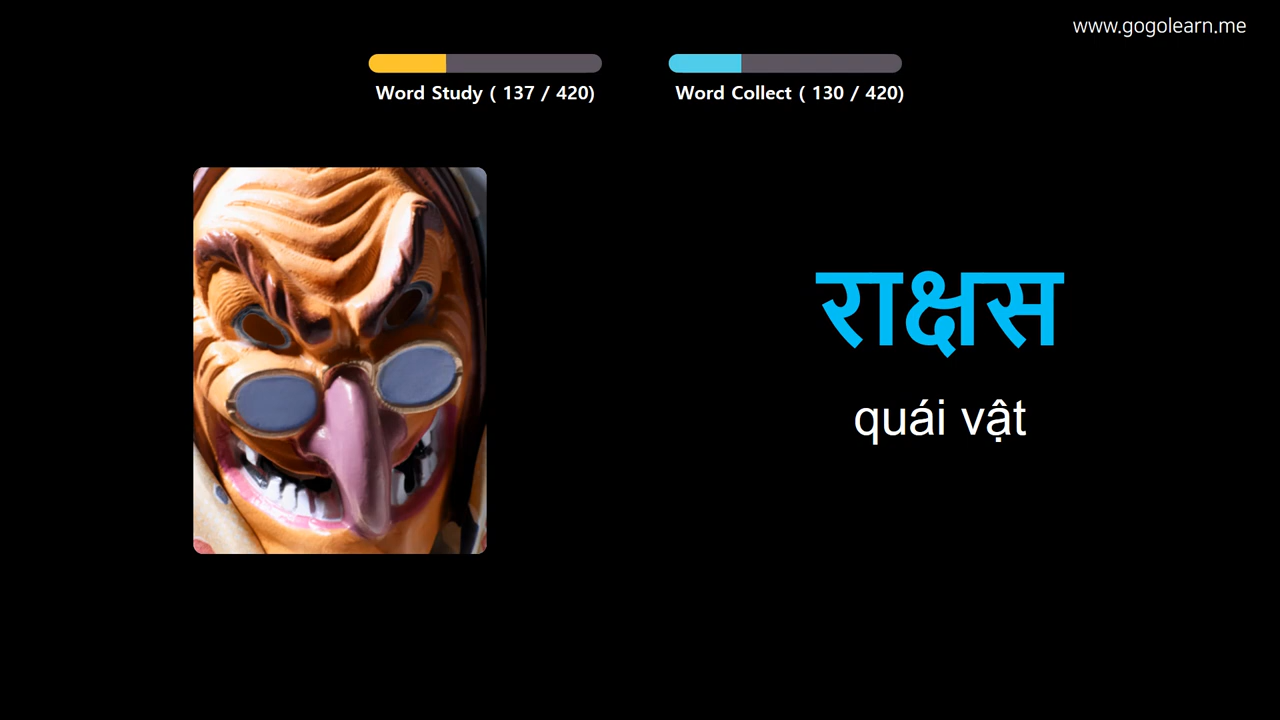 www.gogolearn.me
Word Study ( 137 / 420)
Word Collect ( 130 / 420)
राक्षस
quái vật